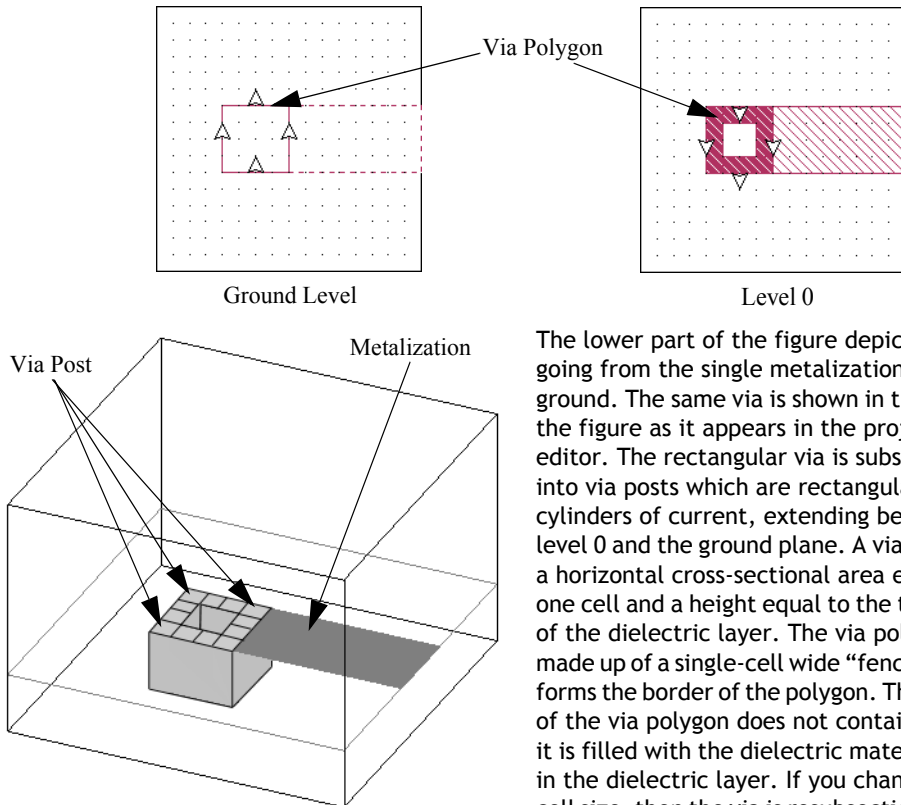 Via Polygon
Ground Level
Level 0
Via Post
Metalization
The lower part of the figure depic
going from the single metalization
ground. The same via is shown in t
the figure as it appears in the proj
editor. The rectangular via is subs
into via posts which are rectangul
cylinders of current, extending be
level 0 and the ground plane. A via
a horizontal cross-sectional area e
one cell and a height equal to the t
of the dielectric layer. The via pol
made up of a single-cell wide “fenc
forms the border of the polygon. Th
of the via polygon does not contai
it is filled with the dielectric mate
in the dielectric layer. If you chan